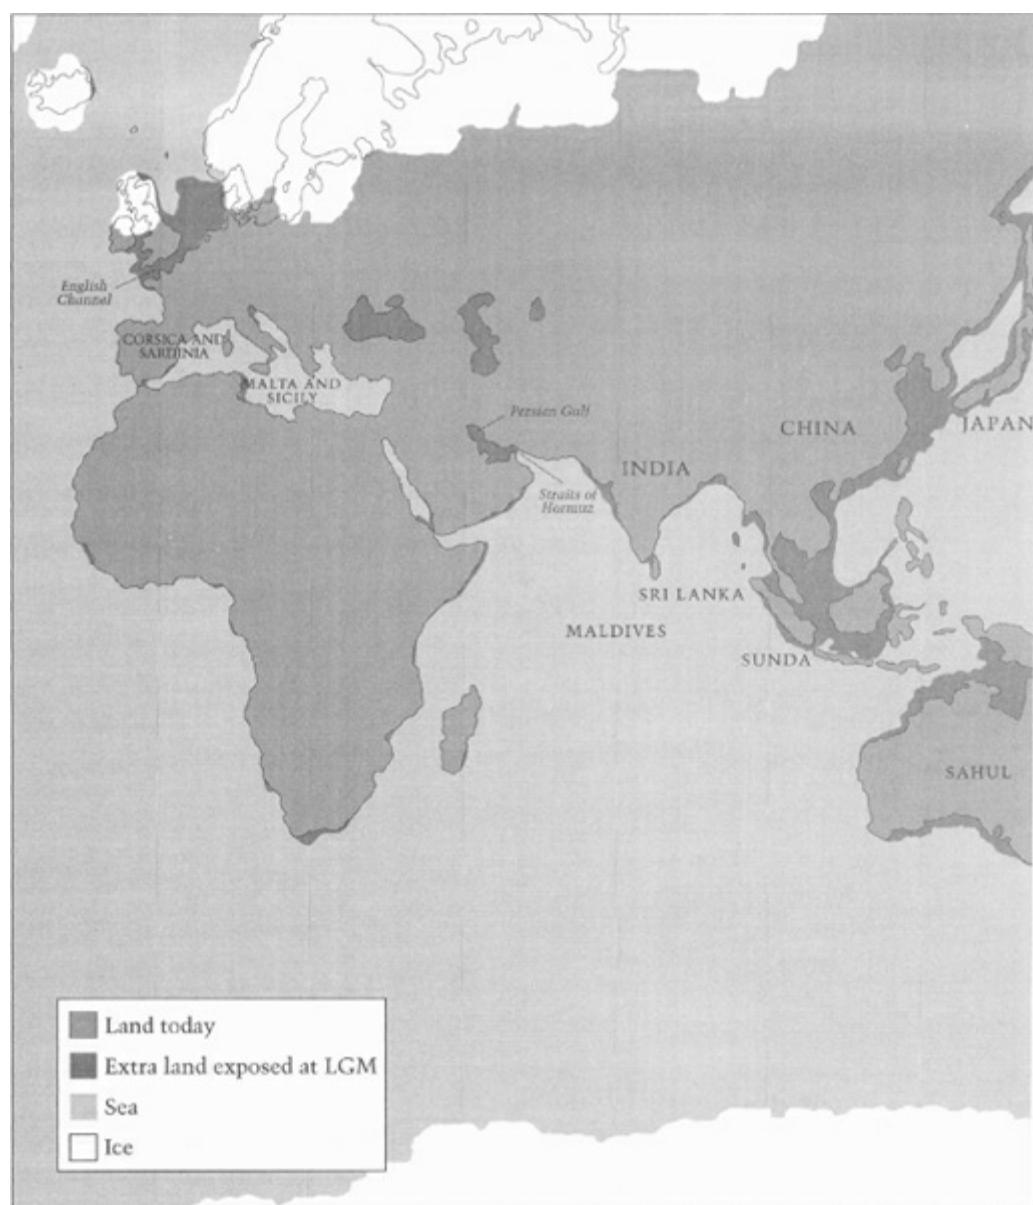 English
Channel
CORSICA AND
SARDINIA
MALTA AND
SICILY
Persian Gulf
Straits of
Hormuz
INDIA
CHINA
JAPAN
SRI LANKA
MALDIVES
SUNDA
SAHUL
Land today
Extra land exposed at LGM
Sea
Ice